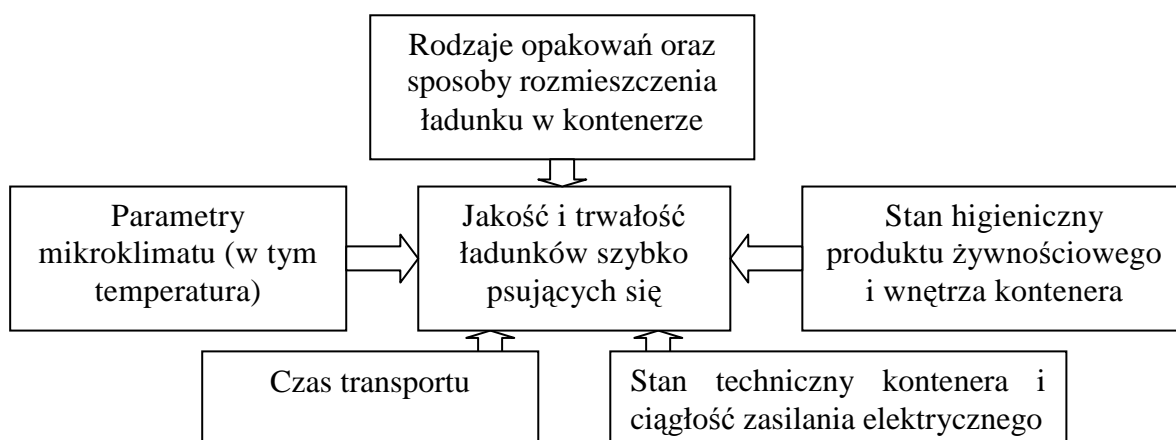 Rodzaje opakowań oraz
sposoby rozmieszczenia
ładunku w kontenerze
Parametry
mikroklimatu (w tym
temperatura)
Jakość i trwałość
ładunków szybko
psujących się
Stan higieniczny
produktu żywnościowego
i wnętrza kontenera
Czas transportu
Stan techniczny kontenera i
ciągłość zasilania elektrycznego